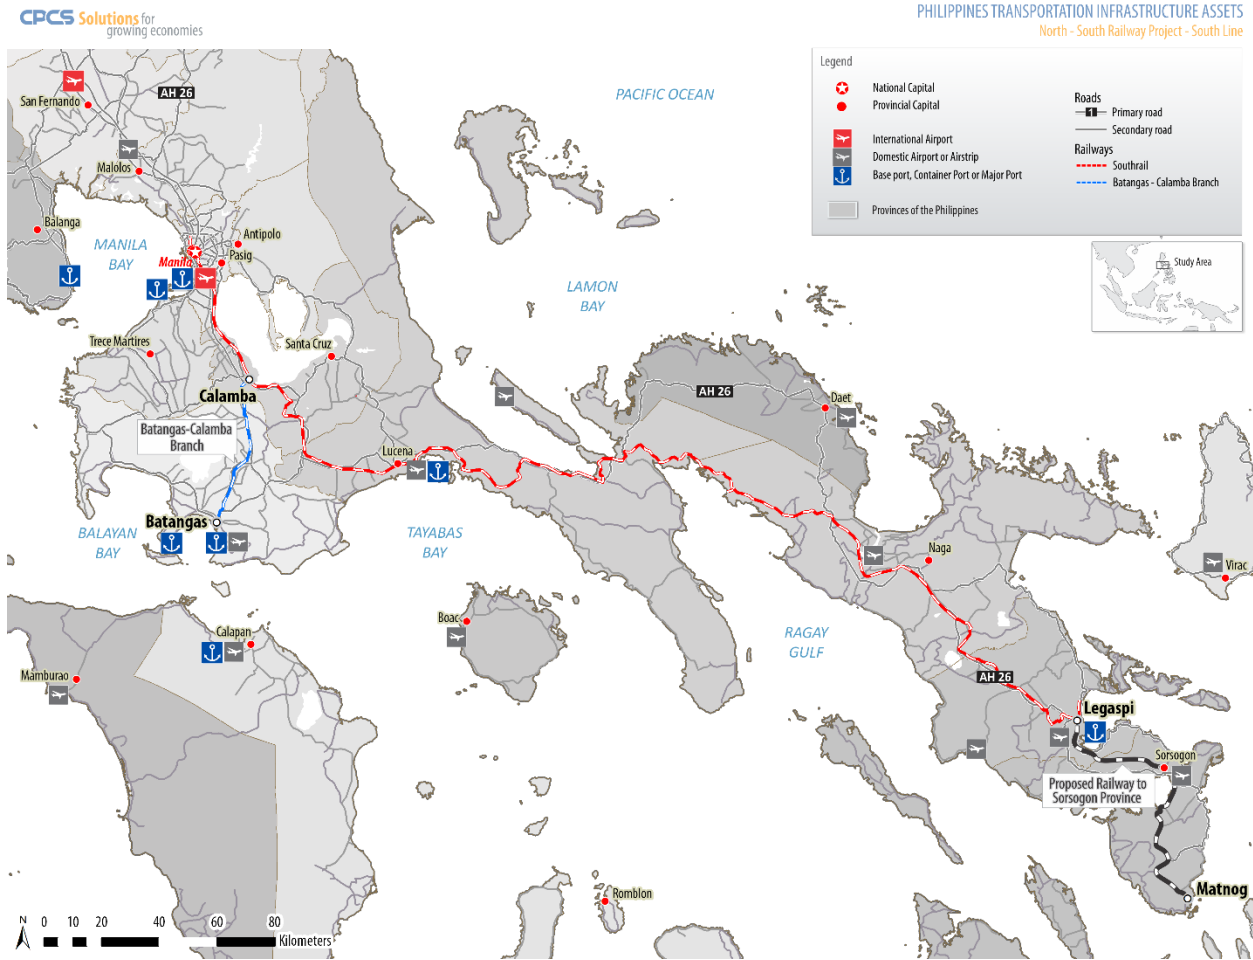 CPCS Solutions for
growing economies
PHILIPPINES TRANSPORTATION INFRASTRUCTURE ASSETS
North - South Railway Project - South Line
Legend
National Capital
Provincial Capital
International Airport
Domestic Airport or Airstrip
Base port, Container Port or Major Port
Provinces of the Philippines
Roads
1 Primary road
Secondary road
Railways
Southrail
Batangas - Calamba Branch
Study Area
PACIFIC OCEAN
AH 26
San Fernando
Malolos
Balanga
MANILA
BAY
Antipolo
Pasig
Manila
LAMON
BAY
Trece Martires
Santa Cruz
Calamba
AH 26
Daet
Batangas-Calamba
Branch
Lucena
Batangas
BALAYAN
BAY
TAYABAS
BAY
Naga
Virac
Boac
Calapan
RAGAY
GULF
Mamburao
AH 26
Legaspi
Sorsogon
Proposed Railway to
Sorsogon Province
Matnog
Romblon
N
0 10 20 40 60 80
Kilometers